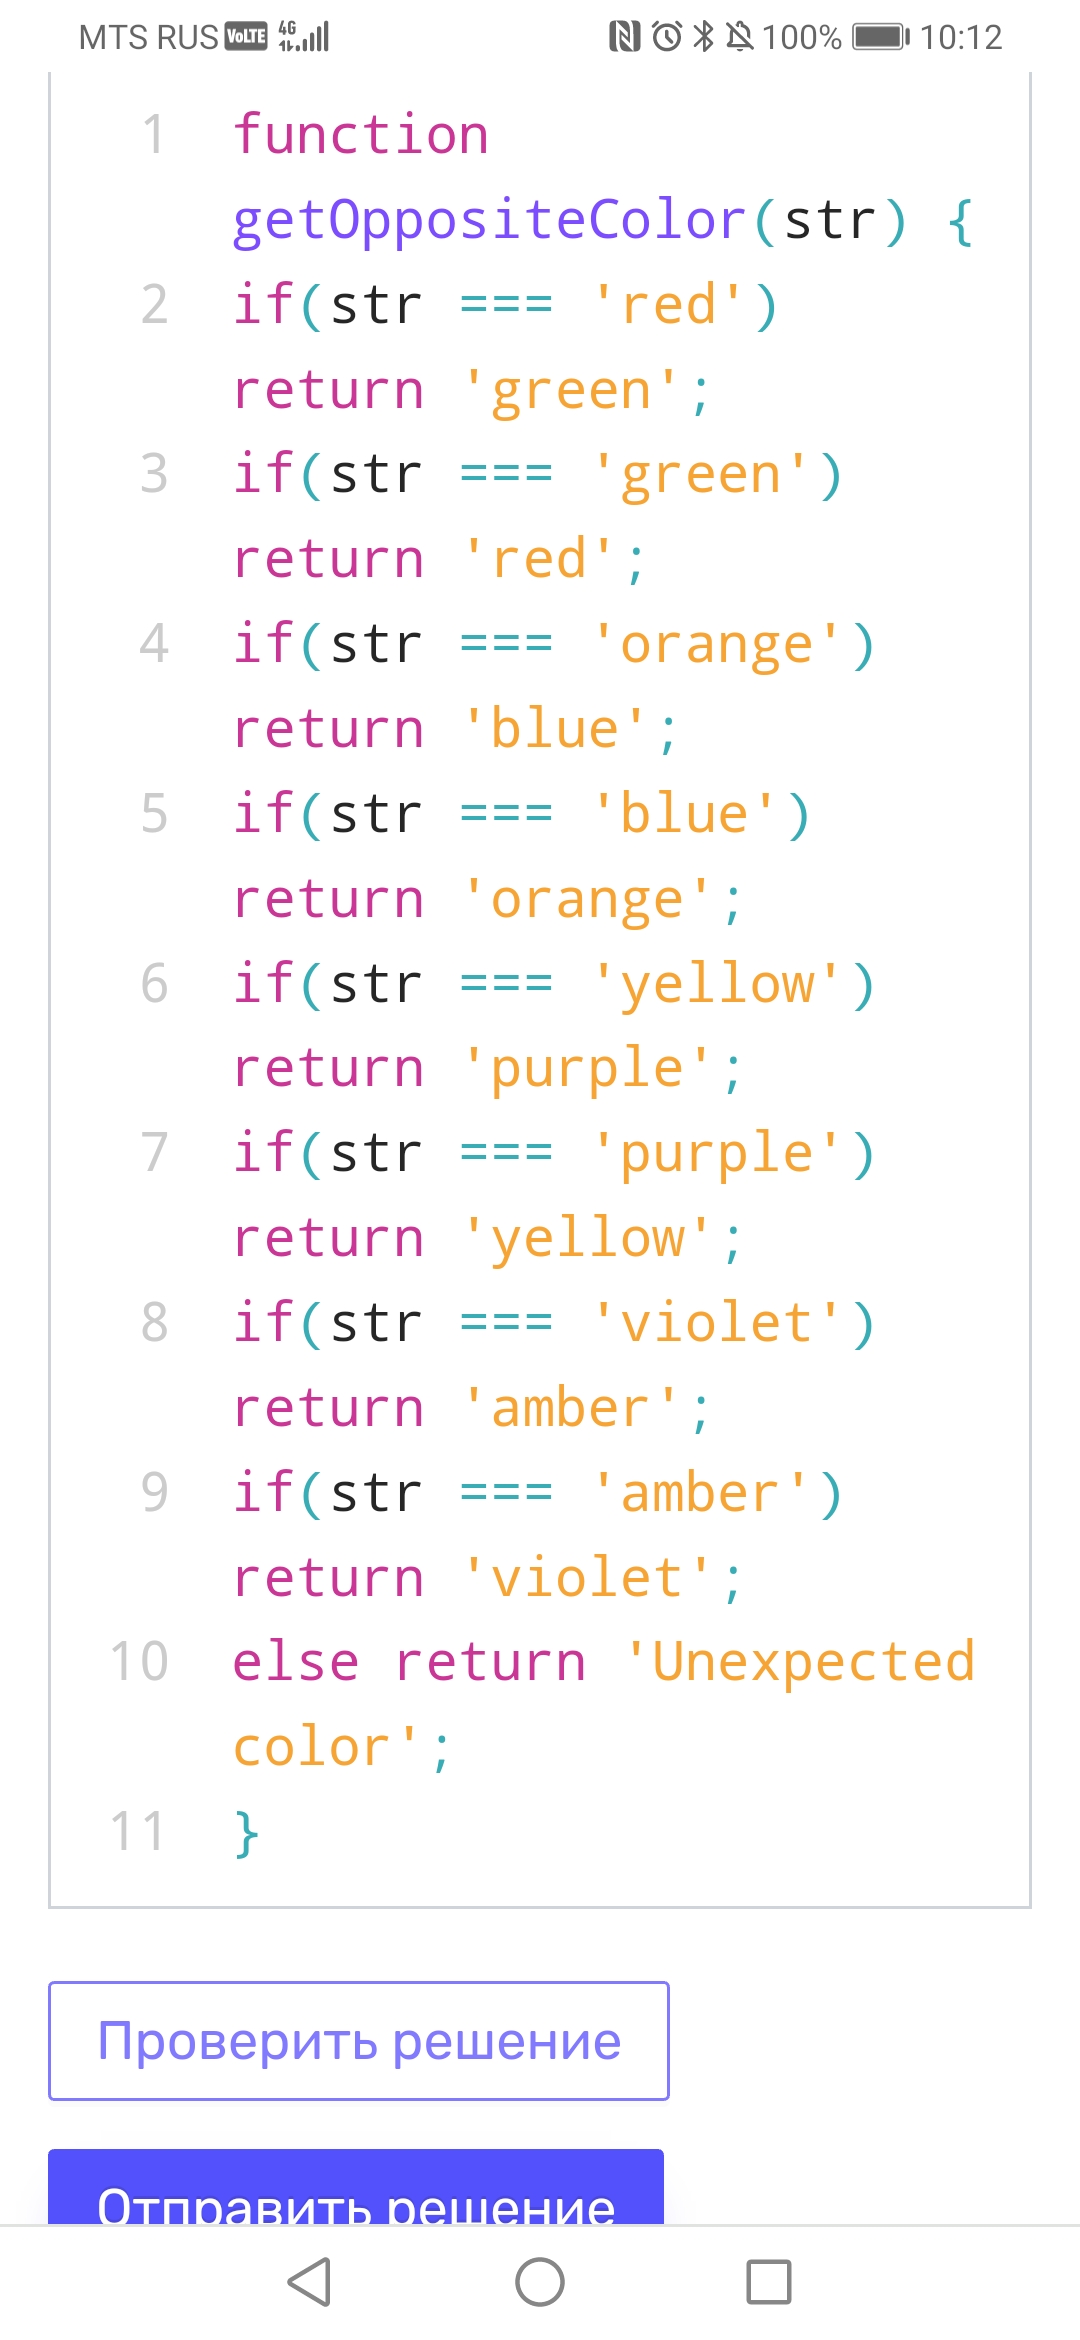 MTS RUS VoLTE 4G 100% 10:12
1 function
getOppositeColor(str) {
2 if(str === 'red')
return 'green';
3 if(str === 'green')
return 'red';
4 if(str === 'orange')
return 'blue';
5 if(str === 'blue')
return 'orange';
6 if(str === 'yellow')
return 'purple';
7 if(str === 'purple')
return 'yellow';
8 if(str === 'violet')
return 'amber';
9 if(str === 'amber')
return 'violet';
10 else return 'Unexpected
color';
11 }
Проверить решение
Отправить решение